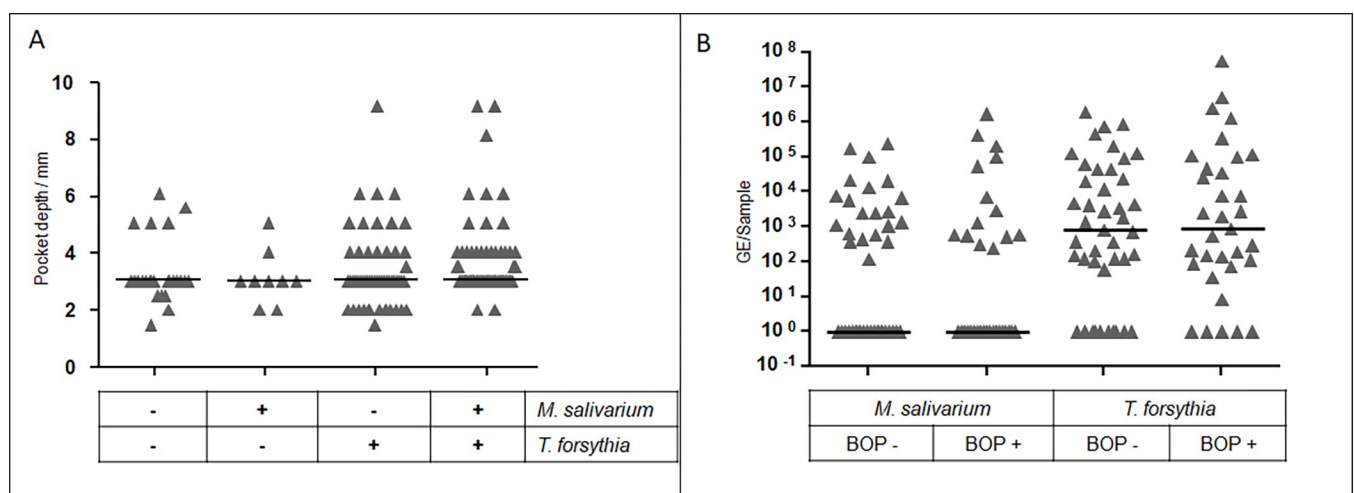 A
Pocket depth / mm
10
8
6
4
2
0
- + - + M. salivarium
- - + + T. forsythia
B
GE/Sample
10 8
10 7
10 6
10 5
10 4
10 3
10 2
10 1
10 0
10 -1
M. salivarium T. forsythia
BOP - BOP + BOP - BOP +